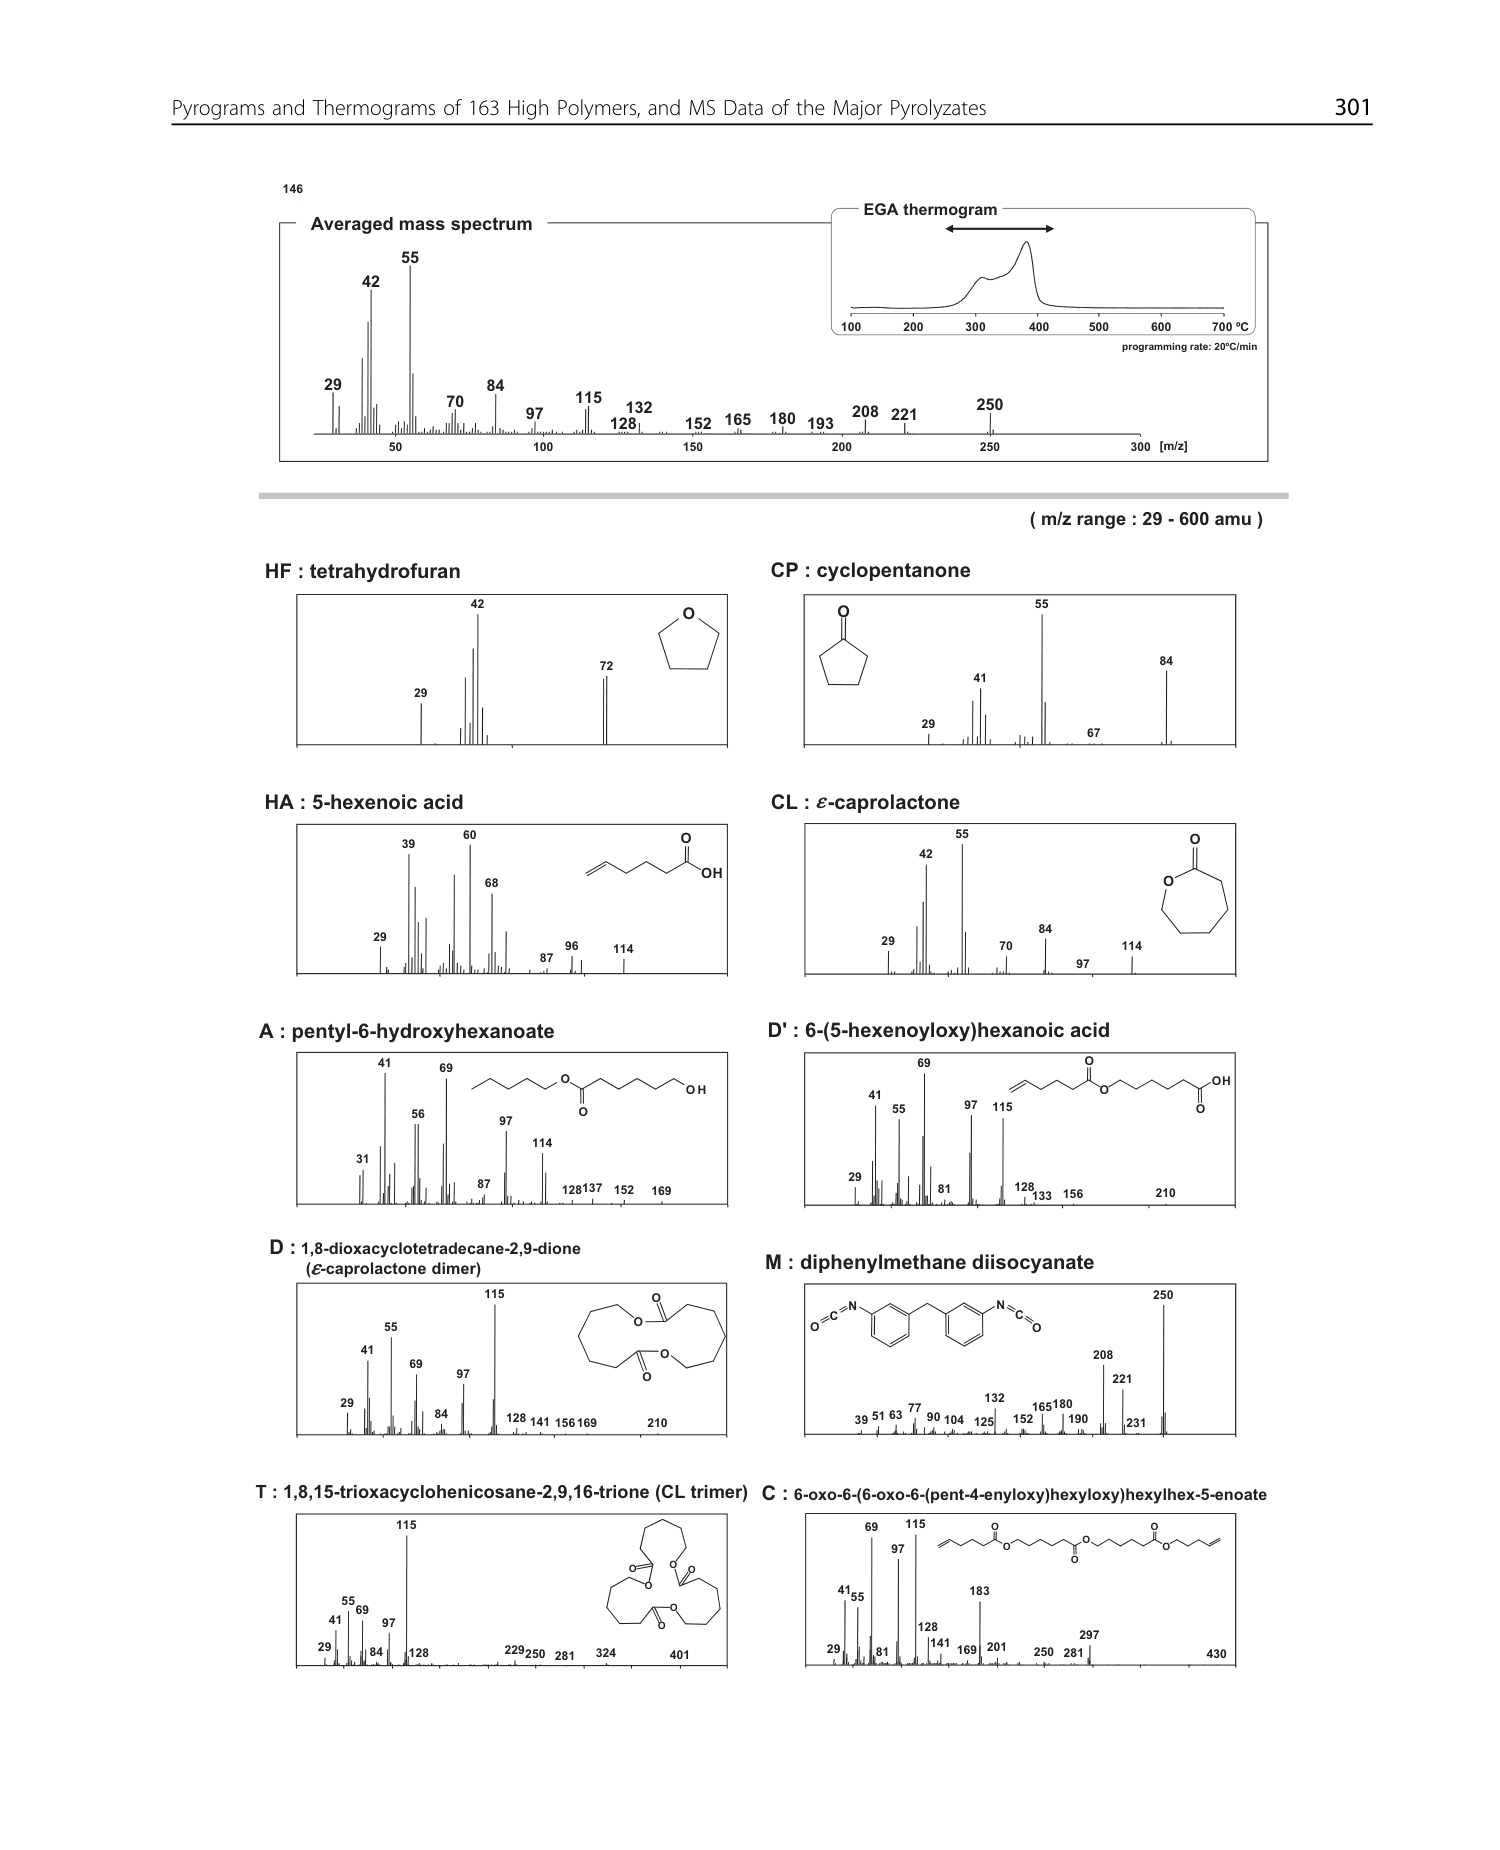 Pyrograms and Thermograms of 163 High Polymers, and MS Data of the Major Pyrolyzates 301
146
Averaged mass spectrum
EGA thermogram
100 200 300 400 500 600 700 ºC
programming rate: 20ºC/min
29 42 55 70 84 97 115 128 132 152 165 180 193 208 221 250
50 100 150 200 250 300 [m/z]
( m/z range : 29 - 600 amu )
HF : tetrahydrofuran
29 42 72
O
CP : cyclopentanone
29 41 55 67 84
O
HA : 5-hexenoic acid
29 39 60 68 87 96 114
O
OH
CL : ε-caprolactone
29 42 55 70 84 97 114
O
O
A : pentyl-6-hydroxyhexanoate
31 41 56 69 87 97 114 128 137 152 169
O
O
OH
D' : 6-(5-hexenoyloxy)hexanoic acid
29 41 55 69 81 97 115 128 133 156 210
O
O
OH
O
D : 1,8-dioxacyclotetradecane-2,9-dione
(ε-caprolactone dimer)
29 41 55 69 84 97 115 128 141 156 169 210
O
O
O
O
M : diphenylmethane diisocyanate
39 51 63 77 90 104 125 132 152 165 180 190 208 221 231 250
O C N
N C O
T : 1,8,15-trioxacyclohenicosane-2,9,16-trione (CL trimer)
29 41 55 69 84 97 115 128 229 250 281 324 401
O O O
O
O
O
C : 6-oxo-6-(6-oxo-6-(pent-4-enyloxy)hexyloxy)hexylhex-5-enoate
29 41 55 69 81 97 115 128 141 169 183 201 250 281 297 430
O O
O O O
O